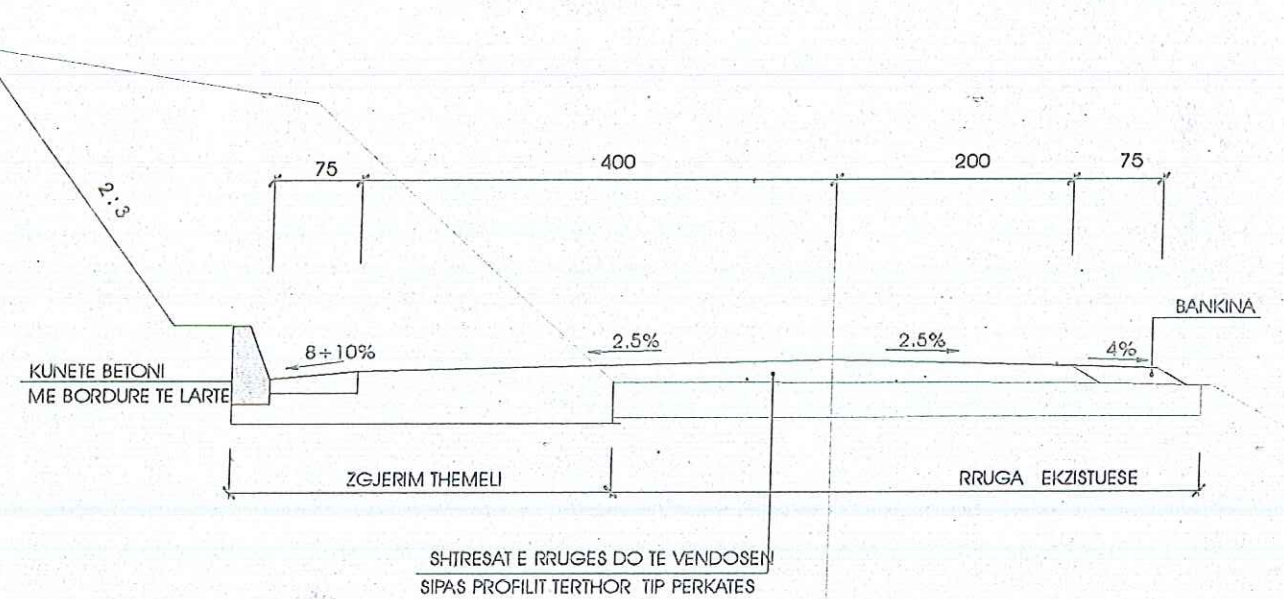 75
400
200
75
2:3
BANKINA
8÷10%
2.5%
2.5%
4%
KUNETE BETONI
ME BORDURE TE LARTE
ZGJERIM THEMELI
RRUGA EKZISTUESE
SHTRESAT E RRUGES DO TE VENDOSEN
SIPAS PROFILIT TERTHOR TIP PERKATES